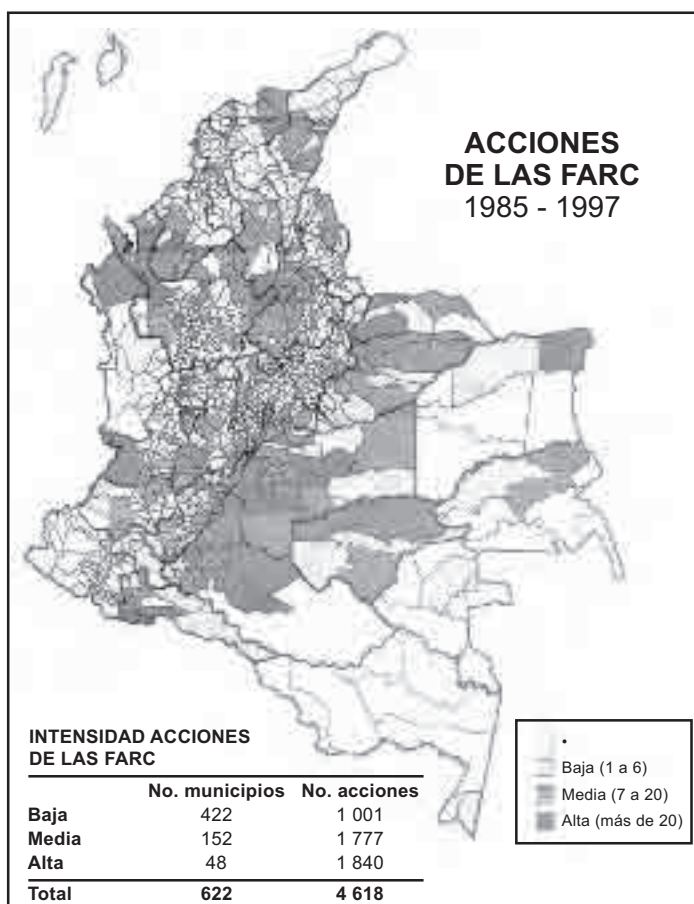 ACCIONES
DE LAS FARC
1985 - 1997
INTENSIDAD ACCIONES
DE LAS FARC
No. municipios No. acciones
Baja 422 1 001
Media 152 1 777
Alta 48 1 840
Total 622 4 618
Baja (1 a 6)
Media (7 a 20)
Alta (más de 20)